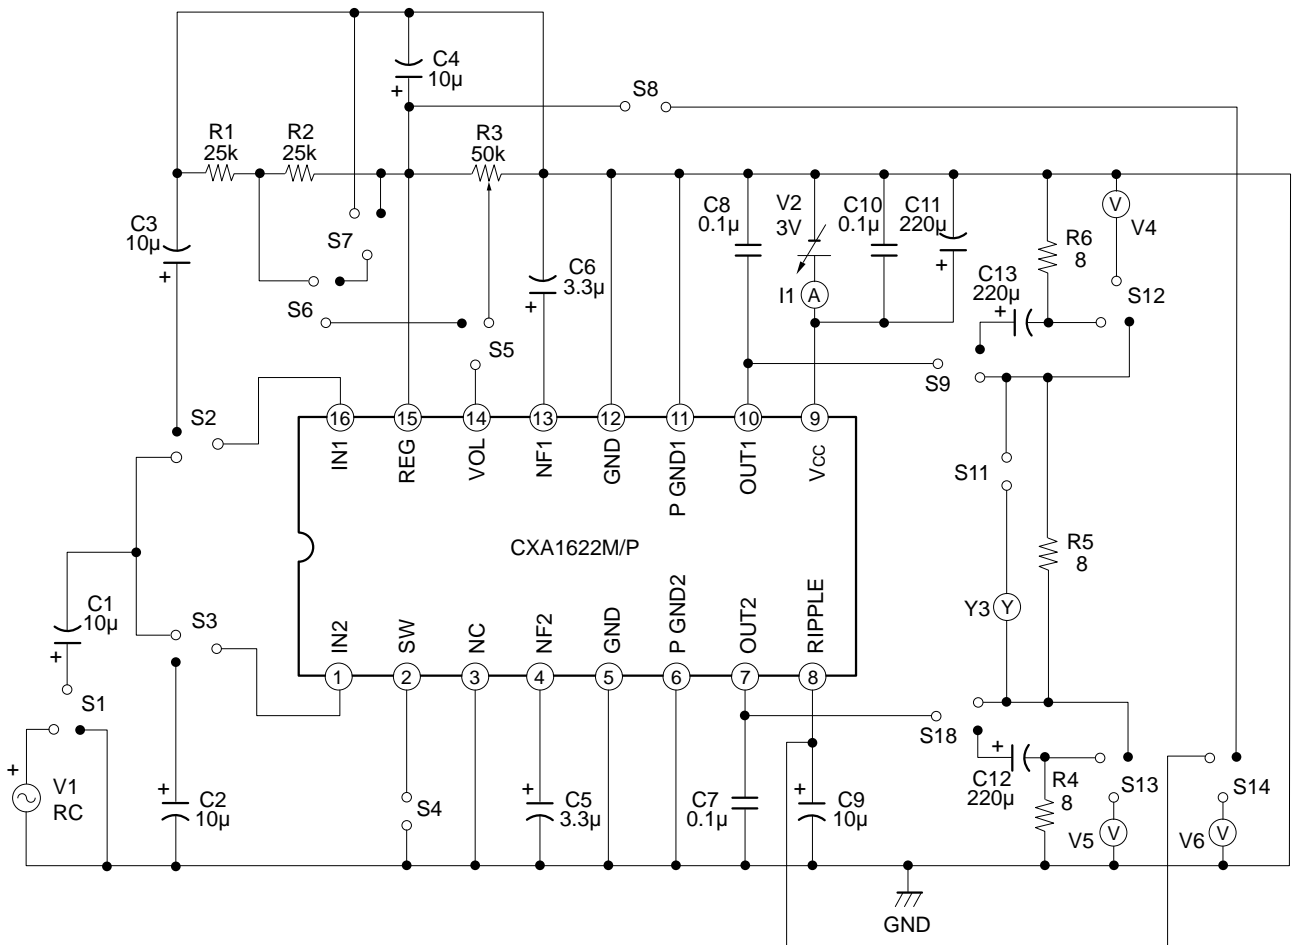 C4
10µ
S8
R1
25k
R2
25k
R3
50k
C3
10µ
S7
S6
S5
C6
3.3µ
C8
0.1µ
V2
3V
I1
A
C10
0.1µ
C11
220µ
R6
8
V
V4
C13
220µ
S12
S9
S2
16
15
14
13
12
11
10
9
IN1
REG
VOL
NF1
GND
P GND1
OUT1
Vcc
S11
CXA1622M/P
R5
8
C1
10µ
S3
Y3
Y
IN2
SW
NC
NF2
GND
P GND2
OUT2
RIPPLE
1
2
3
4
5
6
7
8
S1
S18
V1
RC
C2
10µ
S4
C5
3.3µ
C7
0.1µ
C9
10µ
C12
220µ
R4
8
S13
V5
V
S14
V6
V
GND
+
+
+
+
+
+
+
+
+
+
+